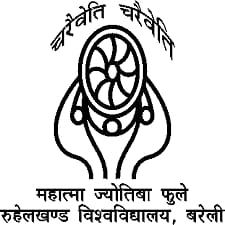 चरैवेति चरैवेति
महात्मा ज्योतिबा फुले
रुहेलखण्ड विश्वविद्यालय, बरेली